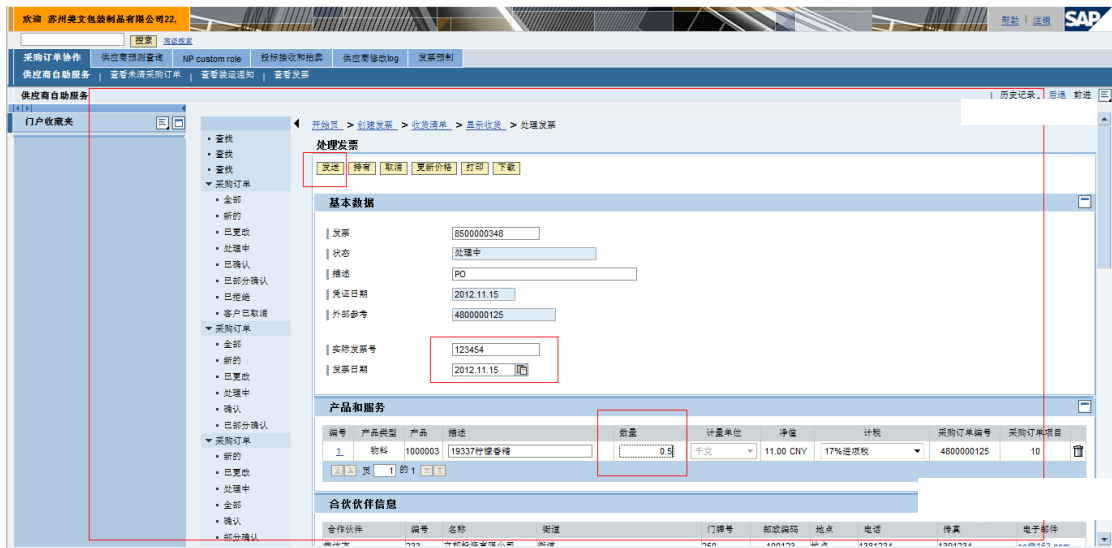 欢迎 苏州美文包装制品有限公司22,
帮助 | 注销 SAP
搜索 高级搜索
采购订单协作 供应商预测查询 NP custom role 投标接收和拍卖 供应商修改log 发票预制
供应商自助服务 | 查看未清采购订单 | 查看装运通知 | 查看发票
供应商自助服务 | 历史记录, 后退 前进
门户收藏夹
开始页 > 创建发票 > 收货清单 > 显示收货 > 处理发票
查找
查找
查找
采购订单
全部
新的
已更改
处理中
已确认
已部分确认
已拒绝
客户已取消
采购订单
全部
新的
已更改
处理中
确认
已部分确认
采购订单
新的
已更改
处理中
全部
确认
部分确认
处理发票
发送 持有 取消 更新价格 打印 下载
基本数据
发票 8500000348
状态 处理中
描述 PO
凭证日期 2012.11.15
外部参考 4800000125
实际发票号 123454
发票日期 2012.11.15
产品和服务
编号 产品类型 产品 描述 数量 计量单位 净值 计税 采购订单编号 采购订单项目
1 物料 1000003 19337柠檬香精 0.5 千克 11.00 CNY 17%进项税 4800000125 10
页 1 的 1
合伙伙伴信息
合作伙伴 编号 名称 街道 门牌号 邮政编码 地点 电话 传真 电子邮件
233 街道 250 100123 地点 1381234 1301234